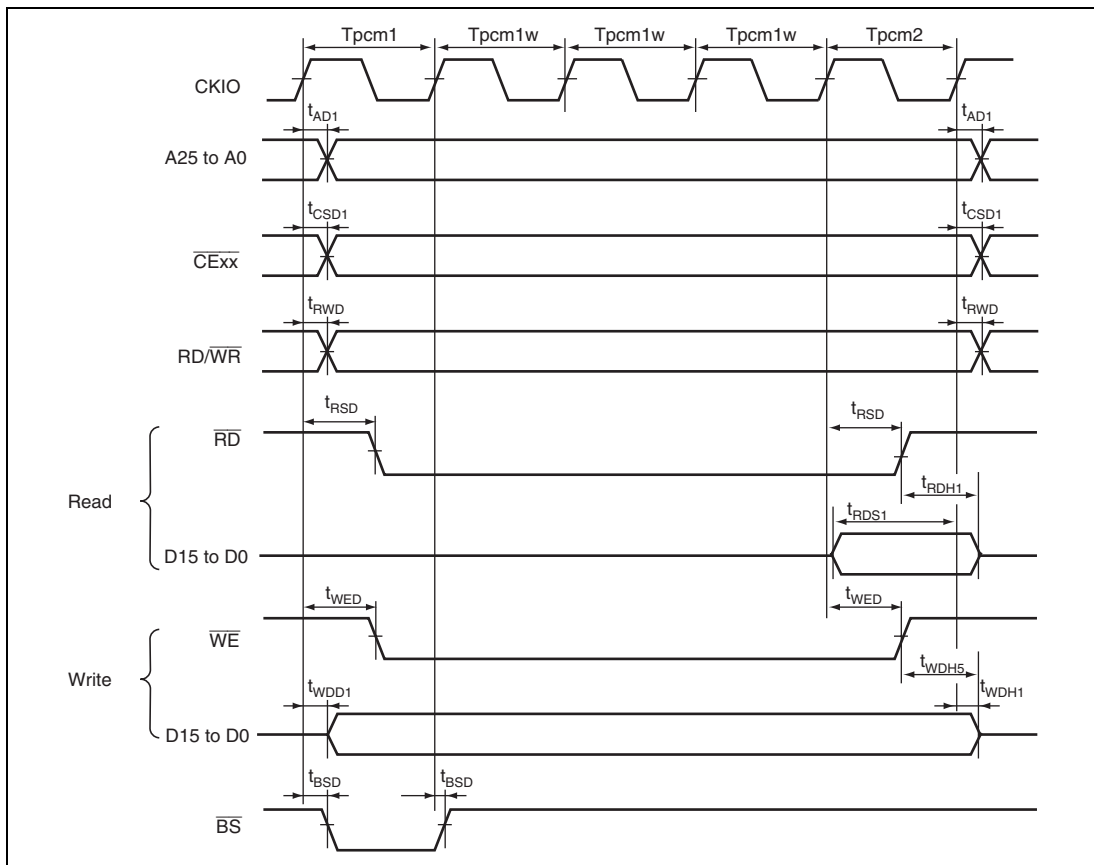 Tpcm1 Tpcm1w Tpcm1w Tpcm1w Tpcm2
CKIO
tAD1 tAD1
A25 to A0
tCSD1 tCSD1
CExx
tRWD tRWD
RD/WR
tRSD tRSD
RD
tRDH1
Read
tRDS1
D15 to D0
tWED tWED
WE
tWDH5
Write
tWDD1 tWDH1
D15 to D0
tBSD tBSD
BS